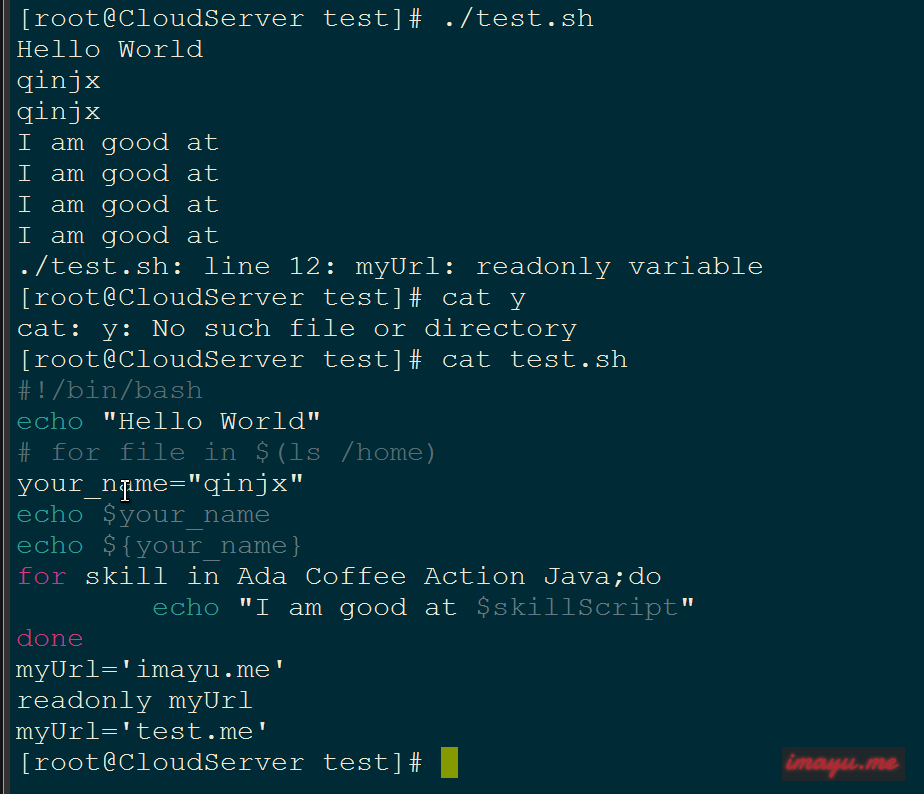 [root@CloudServer test]# ./test.sh
Hello World
qinjx
qinjx
I am good at
I am good at
I am good at
I am good at
./test.sh: line 12: myUrl: readonly variable
[root@CloudServer test]# cat y
cat: y: No such file or directory
[root@CloudServer test]# cat test.sh
#!/bin/bash
echo "Hello World"
# for file in $(ls /home)
your_name="qinjx"
echo $your_name
echo ${your_name}
for skill in Ada Coffee Action Java;do
        echo "I am good at $skillScript"
done
myUrl='imayu.me'
readonly myUrl
myUrl='test.me'
[root@CloudServer test]#
imayu.me